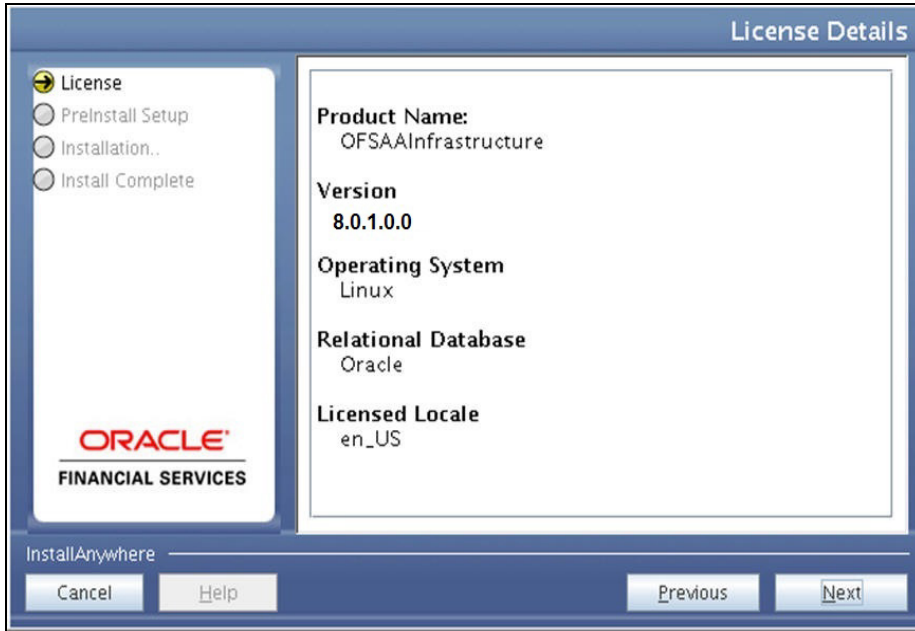 License Details
License
PreInstall Setup
Installation..
Install Complete
ORACLE
FINANCIAL SERVICES
Product Name:
OFSAAInfrastructure
Version
8.0.1.0.0
Operating System
Linux
Relational Database
Oracle
Licensed Locale
en_US
InstallAnywhere
Cancel
Help
Previous
Next